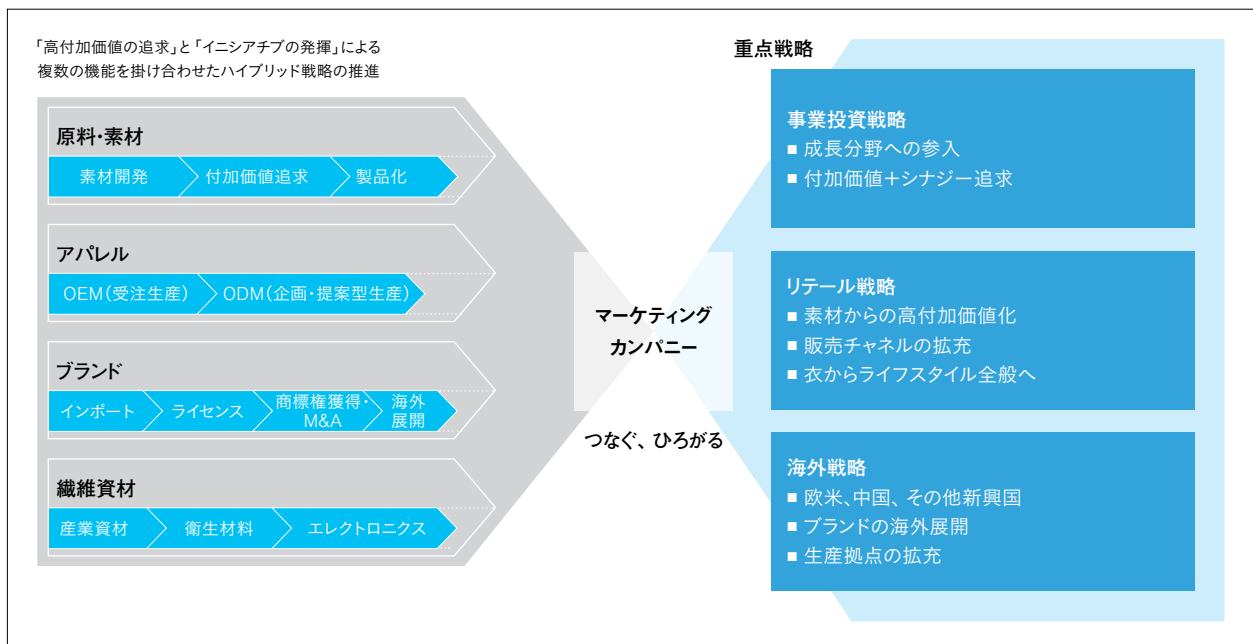 「高付加価値の追求」と「イニシアチブの発揮」による
複数の機能を掛け合わせたハイブリッド戦略の推進
原料・素材
素材開発
付加価値追求
製品化
アパレル
OEM(受注生産)
ODM(企画・提案型生産)
ブランド
インポート
ライセンス
商標権獲得・
M&A
海外
展開
繊維資材
産業資材
衛生材料
エレクトロニクス
マーケティング
カンパニー
つなぐ、ひろがる
重点戦略
事業投資戦略
■ 成長分野への参入
■ 付加価値+シナジー追求
リテール戦略
■ 素材からの高付加価値化
■ 販売チャネルの拡充
■ 衣からライフスタイル全般へ
海外戦略
■ 欧米、中国、その他新興国
■ ブランドの海外展開
■ 生産拠点の拡充